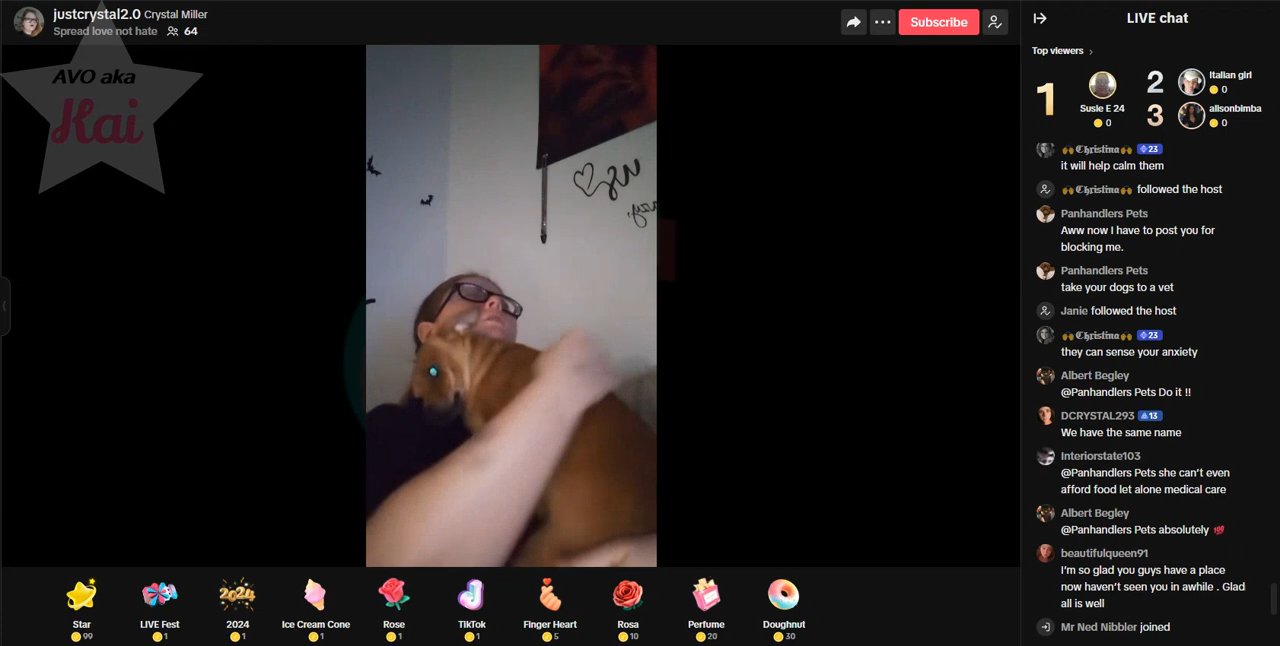 justcrystal2.0 Crystal Miller
Spread love not hate 64
Subscribe
AVO aka
Kai
LIVE chat
Top viewers
1
Susie E 24
0
2
Italian girl
0
3
alisonbimba
0
ℭ𝔥𝔯𝔦𝔰𝔱𝔦𝔫𝔞 23
it will help calm them
ℭ𝔥𝔯𝔦𝔰𝔱𝔦𝔫𝔞 followed the host
Panhandlers Pets
Aww now I have to post you for
blocking me.
Panhandlers Pets
take your dogs to a vet
Janie followed the host
ℭ𝔥𝔯𝔦𝔰𝔱𝔦𝔫𝔞 23
they can sense your anxiety
Albert Begley
@Panhandlers Pets Do it !!
DCRYSTAL293 13
We have the same name
Interiorstate103
@Panhandlers Pets she can't even
afford food let alone medical care
Albert Begley
@Panhandlers Pets absolutely 💯
beautifulqueen91
I'm so glad you guys have a place
now haven't seen you in awhile . Glad
all is well
Mr Ned Nibbler joined
2024
Star LIVE Fest 2024 Ice Cream Cone Rose TikTok Finger Heart Rosa Perfume Doughnut
99 1 1 1 1 1 5 10 20 30